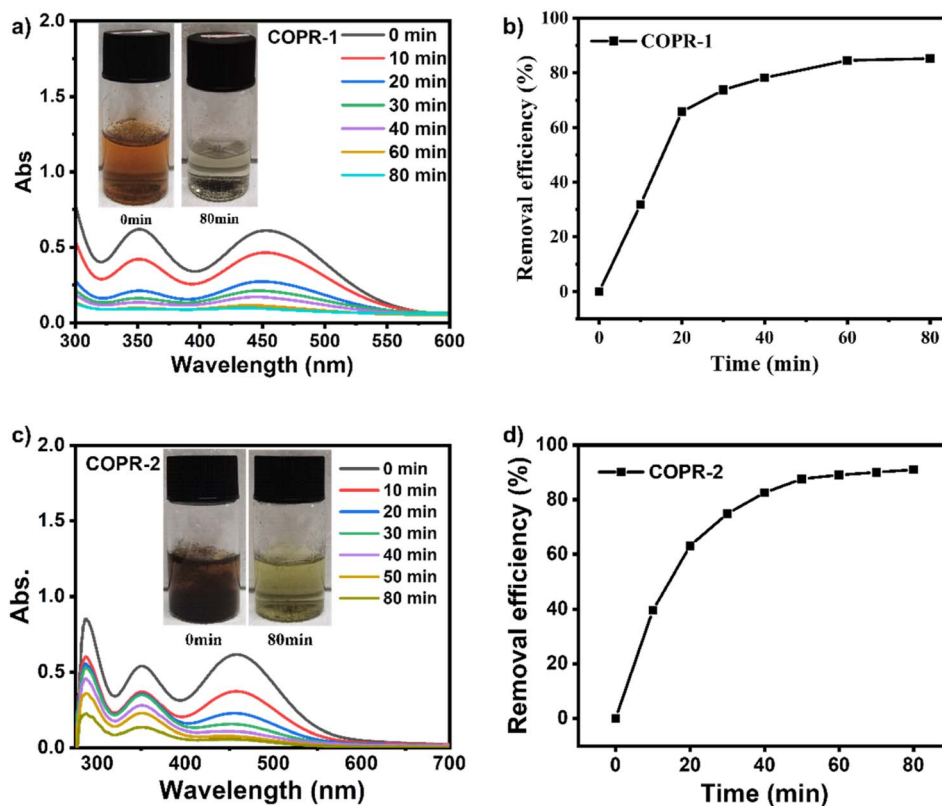 a)
COPR-1
0 min
10 min
20 min
30 min
40 min
60 min
80 min
0min 80min
2.0
1.5
1.0
0.5
0.0
Abs
300 350 400 450 500 550 600
Wavelength (nm)
b)
COPR-1
100
80
60
40
20
0
Removal efficiency (%)
0 20 40 60 80
Time (min)
c)
COPR-2
0 min
10 min
20 min
30 min
40 min
50 min
80 min
0min 80min
2.0
1.5
1.0
0.5
0.0
Abs.
300 400 500 600 700
Wavelength (nm)
d)
COPR-2
100
80
60
40
20
0
Removal efficiency (%)
0 20 40 60 80
Time (min)